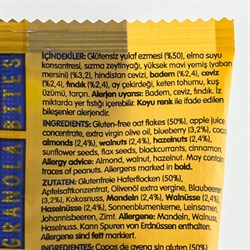 GRANOLA BITES
İÇİNDEKİLER: Glütensiz yulaf ezmesi (%50), elma suyu
konsantresi, sızma zeytinyağı, yüksek mavi yemiş (yaban
mersini) (%3,2), hindistan cevizi, badem (%2,4), ceviz
(%2,4), fındık (%2,4), ay çekirdeği, keten tohumu, kuş
üzümü, tarçın. Alerjen uyarısı: Badem, ceviz, fındık. İz
miktarda yer fıstığı içerebilir. Koyu renk ile ifade edilen
bileşenler alerjendir.
INGREDIENTS: Gluten-free oat flakes (50%), apple juice
concentrate, extra virgin olive oil, blueberry (3,2%), coconut,
almonds (2,4%), walnuts (2,4%), hazelnuts (2,4%),
sunflower seeds, flax seeds, blackcurrants, cinnamon.
Allergy advice: Almond, walnut, hazelnut. May contain
traces of peanuts. Allergens marked in bold.
ZUTATEN: Glutenfreie Haferflocken (50%),
Apfelsaftkonzentrat, Olivenöl extra vergine, Blaubeere
(3,2%), Kokosnuss, Mandeln (2,4%), Walnüsse (2,4%),
Haselnüsse (2,4%), Sonnenblumenkerne, Leinsamen,
Johannisbeeren, Zimt. Allergene: Mandeln, Walnüsse,
Haselnüsse. Kann Spuren von Erdnüssen enthalten.
Allergene sind fett markiert.
INGREDIENTES: Copos de avena sin gluten (50%)